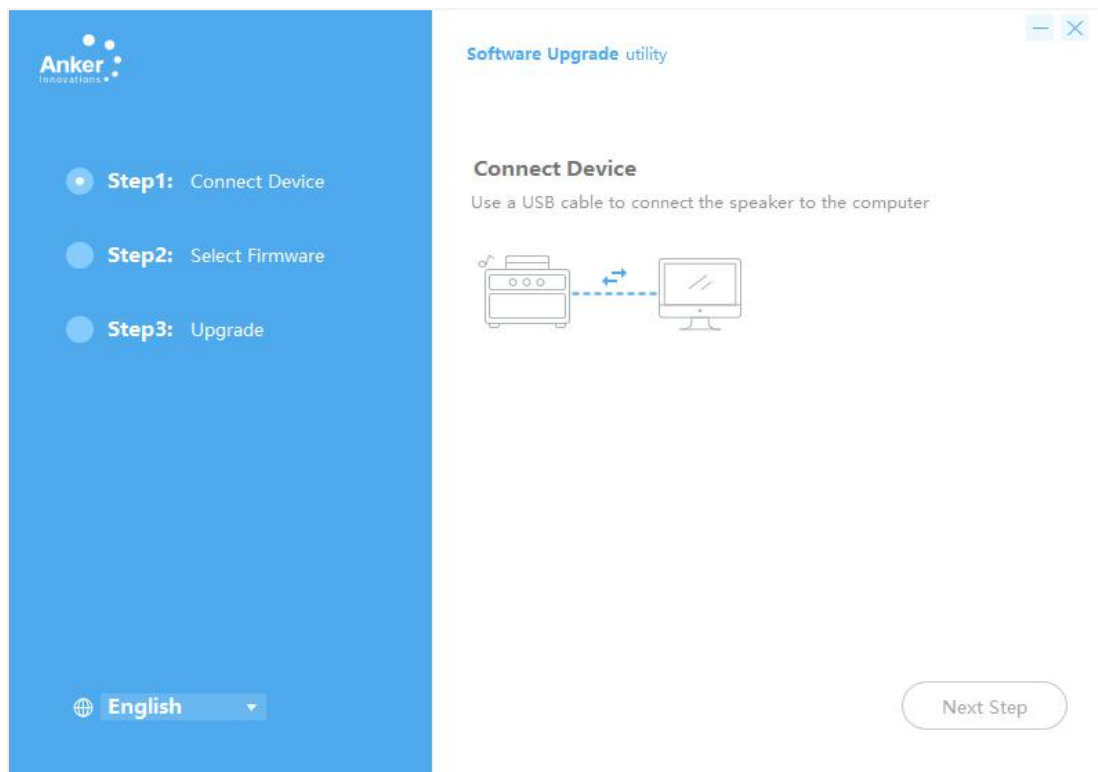 Anker
Innovations
Software Upgrade utility
Step1: Connect Device
Step2: Select Firmware
Step3: Upgrade
English
Connect Device
Use a USB cable to connect the speaker to the computer
Next Step